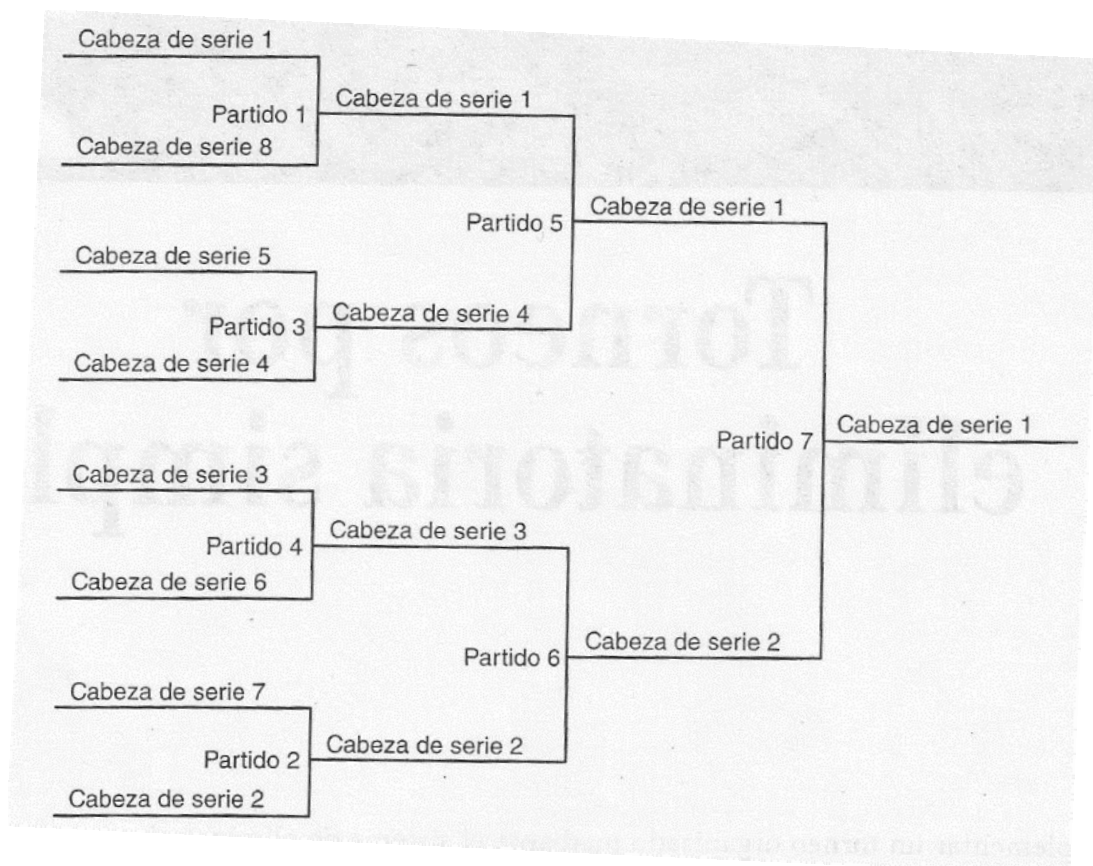 Cabeza de serie 1
Partido 1
Cabeza de serie 1
Cabeza de serie 8
Partido 5
Cabeza de serie 1
Cabeza de serie 5
Partido 3
Cabeza de serie 4
Cabeza de serie 4
Partido 7
Cabeza de serie 1
Cabeza de serie 3
Partido 4
Cabeza de serie 3
Cabeza de serie 6
Partido 6
Cabeza de serie 2
Cabeza de serie 7
Partido 2
Cabeza de serie 2
Cabeza de serie 2
Torneos por
eliminatoria simp